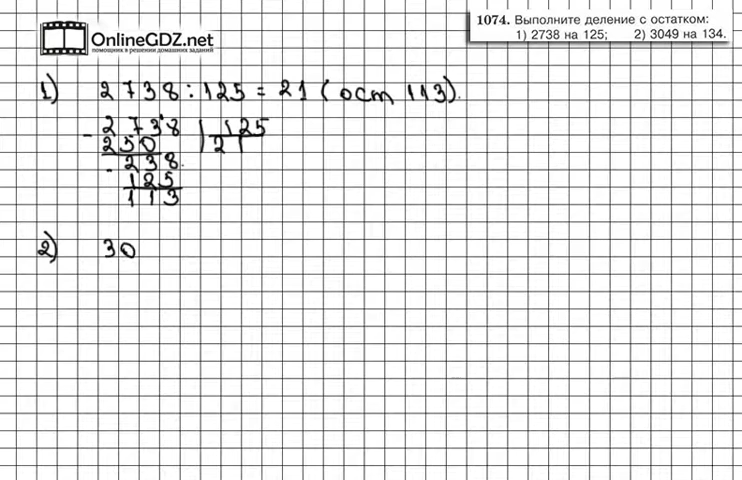 OnlineGDZ.net
помощник в решении домашних заданий
1074. Выполните деление с остатком:
1) 2738 на 125; 2) 3049 на 134.
1) 2738 : 125 = 21 (ост 113).
- 2738 | 125
250 | 21
- 238
125
113
2) 30